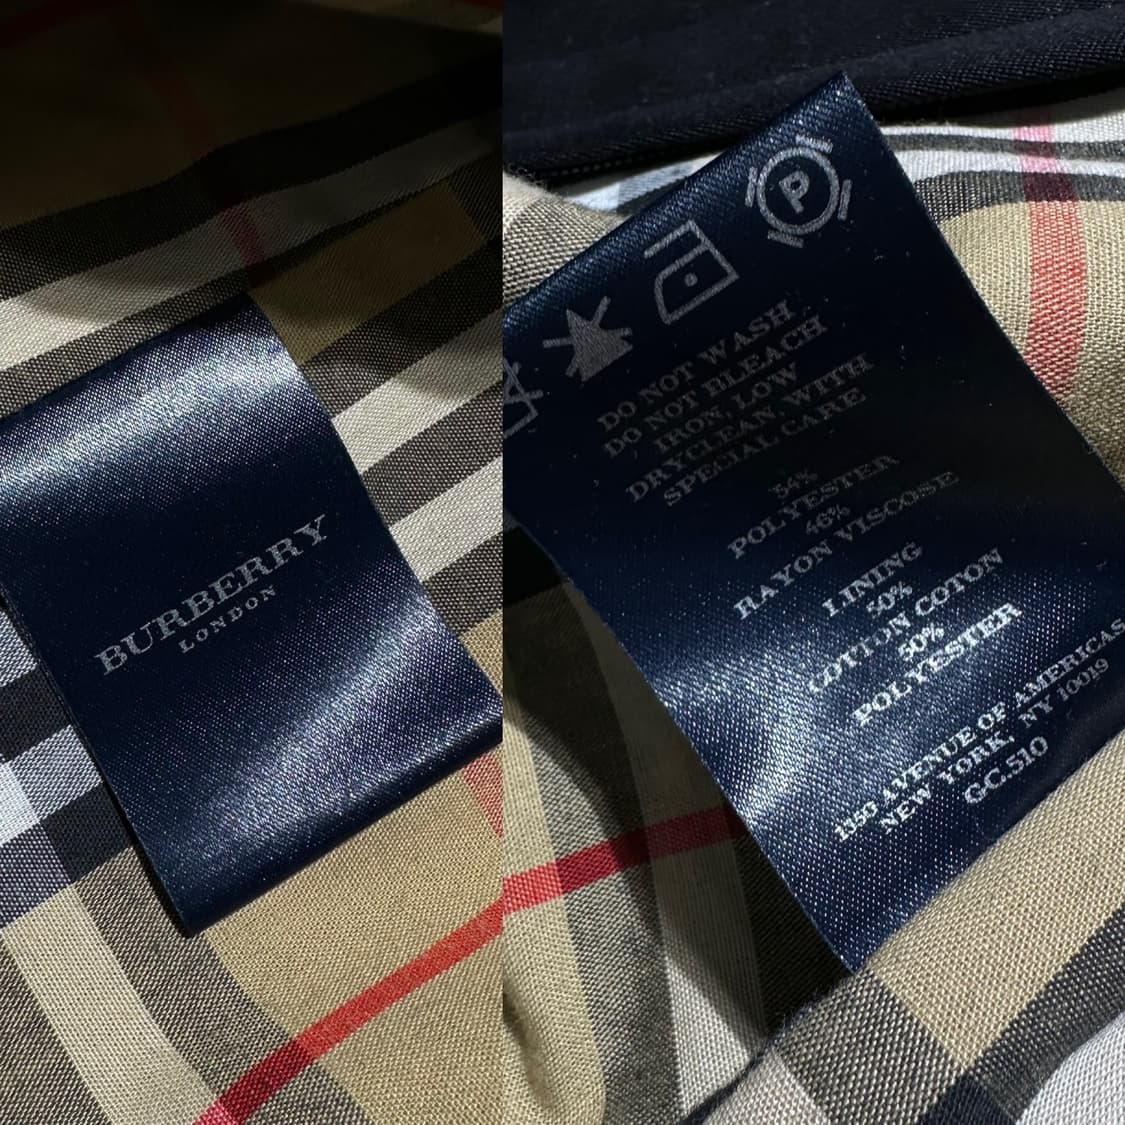 BURBERRY
LONDON
P
DO NOT WASH
DO NOT BLEACH
IRON, LOW
DRYCLEAN, WITH
SPECIAL CARE
54%
POLYESTER
46%
RAYON VISCOSE
LINING
50%
COTTON COTON
50%
POLYESTER
1350 AVENUE OF AMERICAS
NEW YORK, NY 10019
GC.510